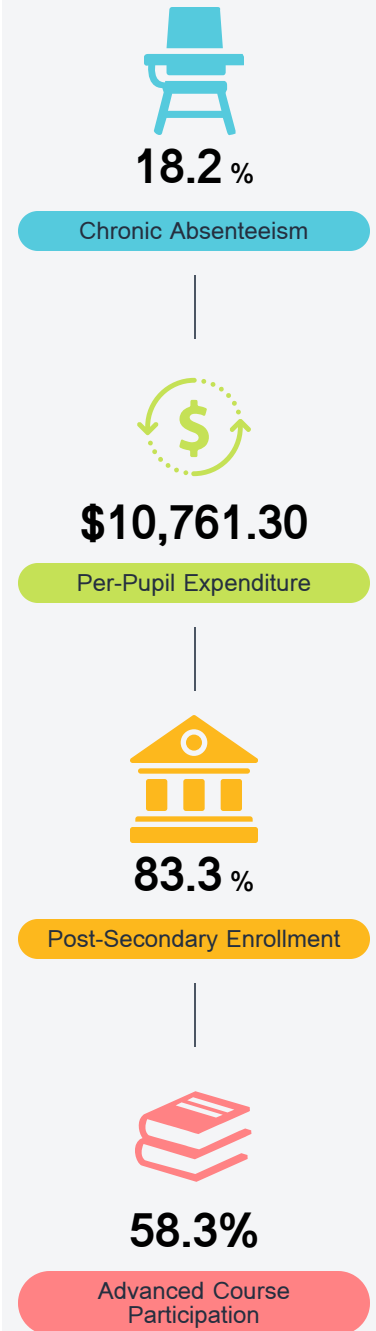 18.2 %
Chronic Absenteeism
$
$10,761.30
Per-Pupil Expenditure
83.3 %
Post-Secondary Enrollment
58.3%
Advanced Course
Participation